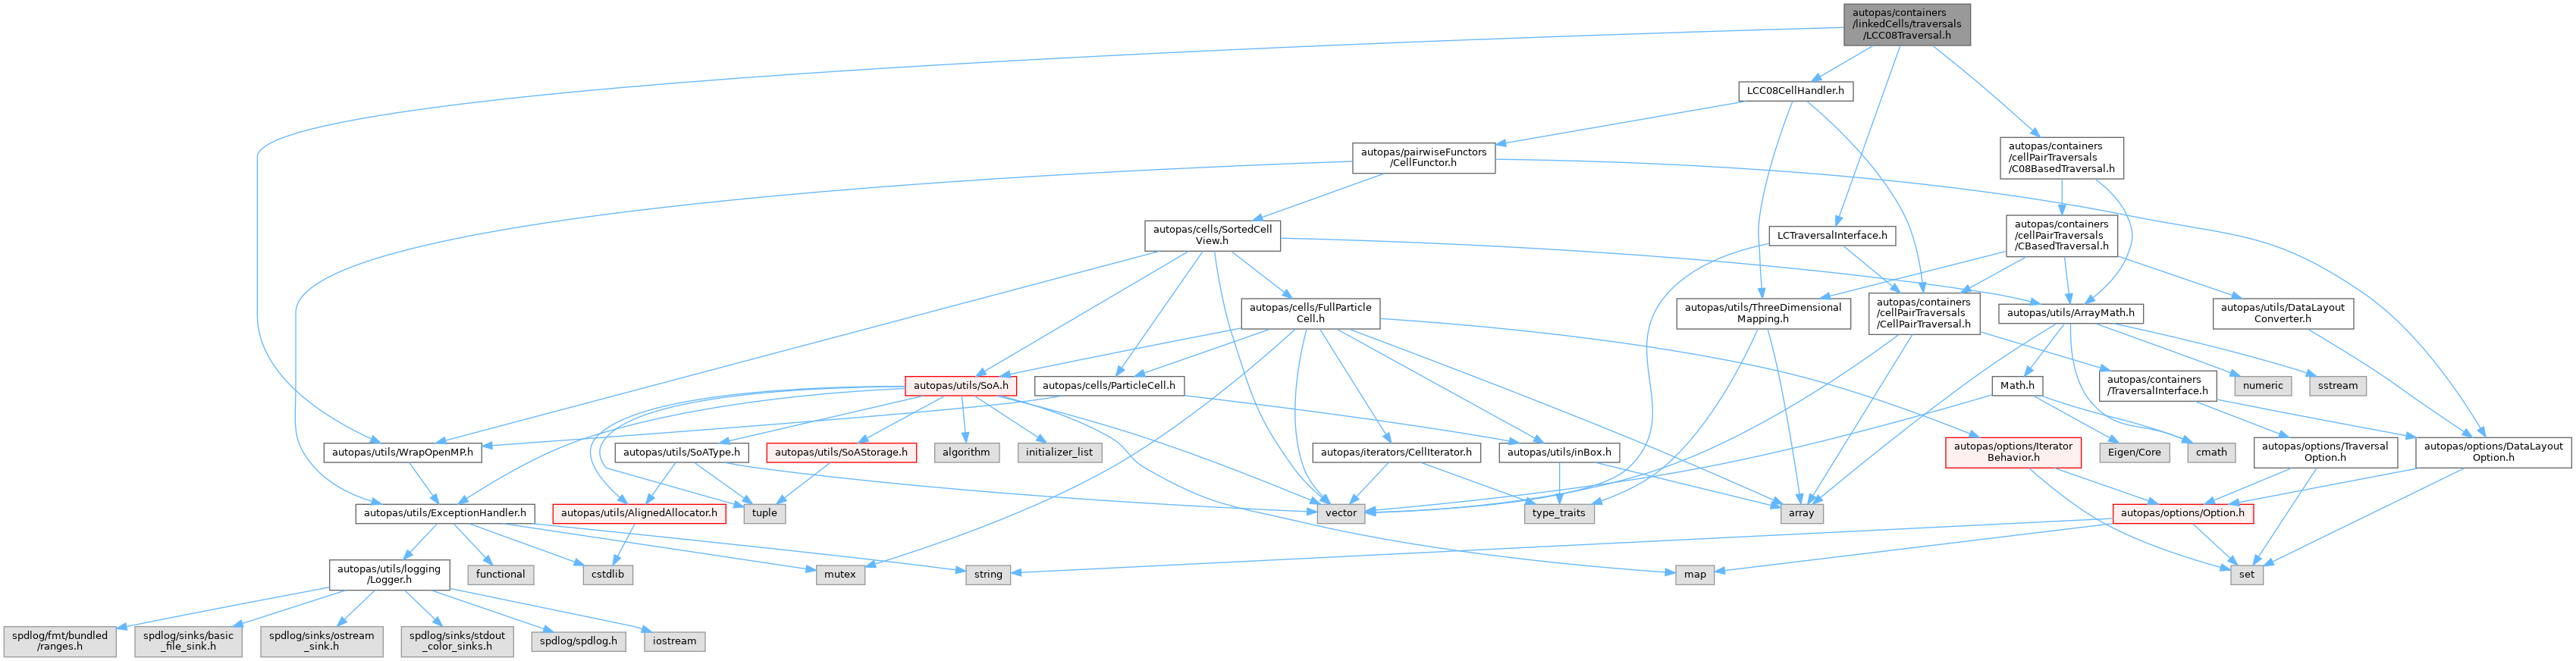 autopas/containers
/linkedCells/traversals
/LCC08Traversal.h
LCC08CellHandler.h
autopas/pairwiseFunctors
/CellFunctor.h
autopas/containers
/cellPairTraversals
/C08BasedTraversal.h
autopas/cells/SortedCell
View.h
LCTraversalInterface.h
autopas/containers
/cellPairTraversals
/CBasedTraversal.h
autopas/cells/FullParticle
Cell.h
autopas/utils/ThreeDimensional
Mapping.h
autopas/containers
/cellPairTraversals
/CellPairTraversal.h
autopas/utils/ArrayMath.h
autopas/utils/DataLayout
Converter.h
autopas/utils/SoA.h
autopas/cells/ParticleCell.h
Math.h
autopas/containers
/TraversalInterface.h
numeric
sstream
autopas/utils/WrapOpenMP.h
autopas/utils/SoAType.h
autopas/utils/SoAStorage.h
algorithm
initializer_list
autopas/iterators/CellIterator.h
autopas/utils/inBox.h
autopas/options/Iterator
Behavior.h
Eigen/Core
cmath
autopas/options/Traversal
Option.h
autopas/options/DataLayout
Option.h
autopas/utils/ExceptionHandler.h
autopas/utils/AlignedAllocator.h
tuple
vector
type_traits
array
autopas/options/Option.h
autopas/utils/logging
/Logger.h
functional
cstdlib
mutex
string
map
set
spdlog/fmt/bundled
/ranges.h
spdlog/sinks/basic
_file_sink.h
spdlog/sinks/ostream
_sink.h
spdlog/sinks/stdout
_color_sinks.h
spdlog/spdlog.h
iostream